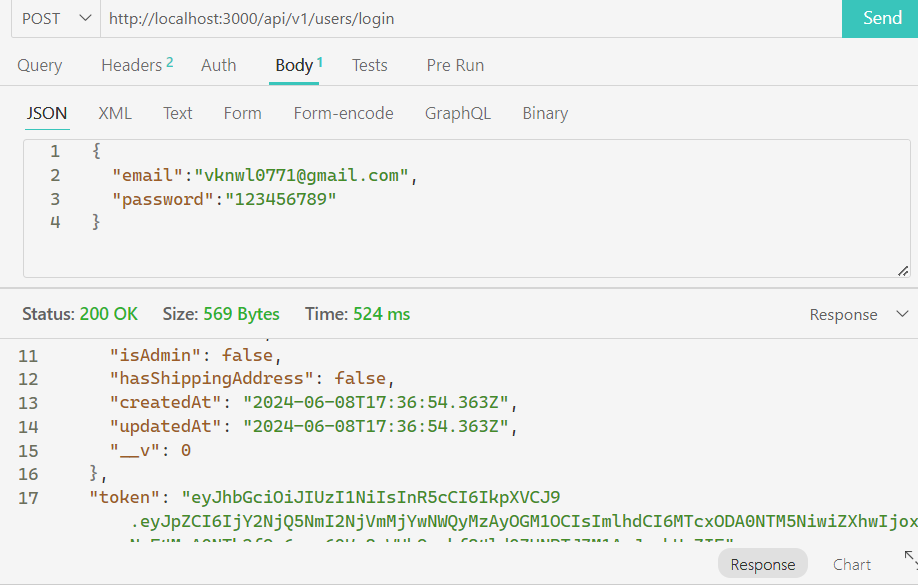 POST http://localhost:3000/api/v1/users/login Send
Query Headers 2 Auth Body 1 Tests Pre Run
JSON XML Text Form Form-encode GraphQL Binary
1 {
2 "email":"vknwl0771@gmail.com",
3 "password":"123456789"
4 }
Status: 200 OK Size: 569 Bytes Time: 524 ms Response
11 "isAdmin": false,
12 "hasShippingAddress": false,
13 "createdAt": "2024-06-08T17:36:54.363Z",
14 "updatedAt": "2024-06-08T17:36:54.363Z",
15 "__v": 0
16 },
17 "token": "eyJhbGciOiJIUzI1NiIsInR5cCI6IkpXVCJ9
.eyJpZCI6IjY2NjQ5NmI2NjVmMjYwNWQyMzAyOGM1OCIsImlhdCI6MTcxODA0NTM5NiwiZXhwIjox
Response Chart